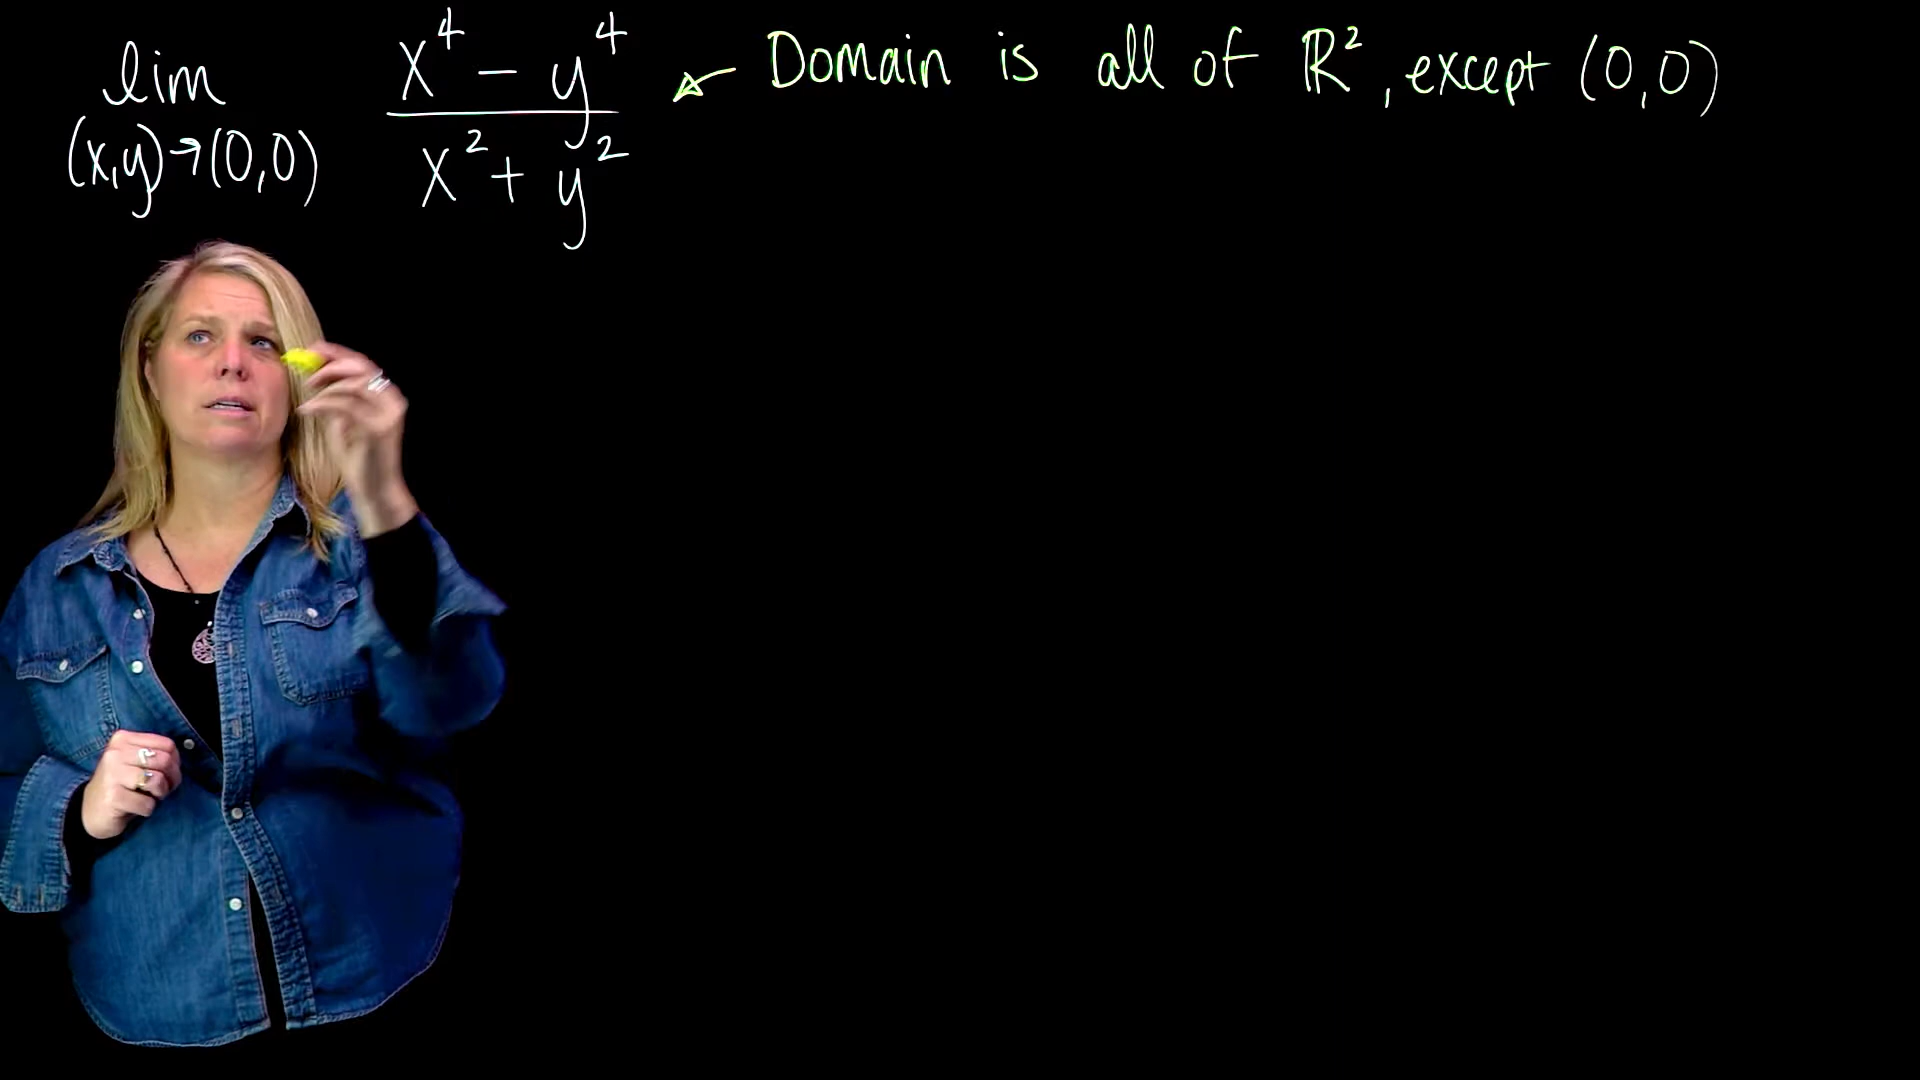 lim x⁴ − y⁴ ← Domain is all of ℝ², except (0,0)
(x,y)→(0,0) x² + y²